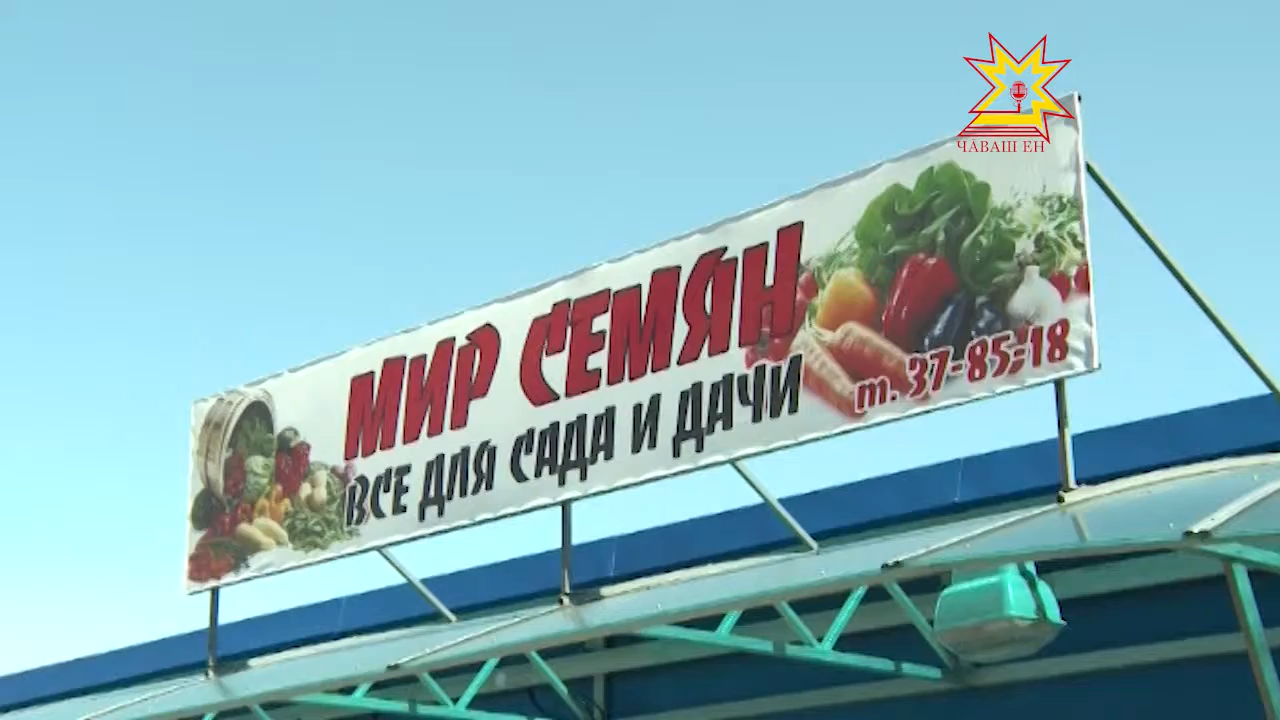 ЧӐВАШ ЕН
МИР СЕМЯН
ВСЕ ДЛЯ САДА И ДАЧИ
т. 37-85-18